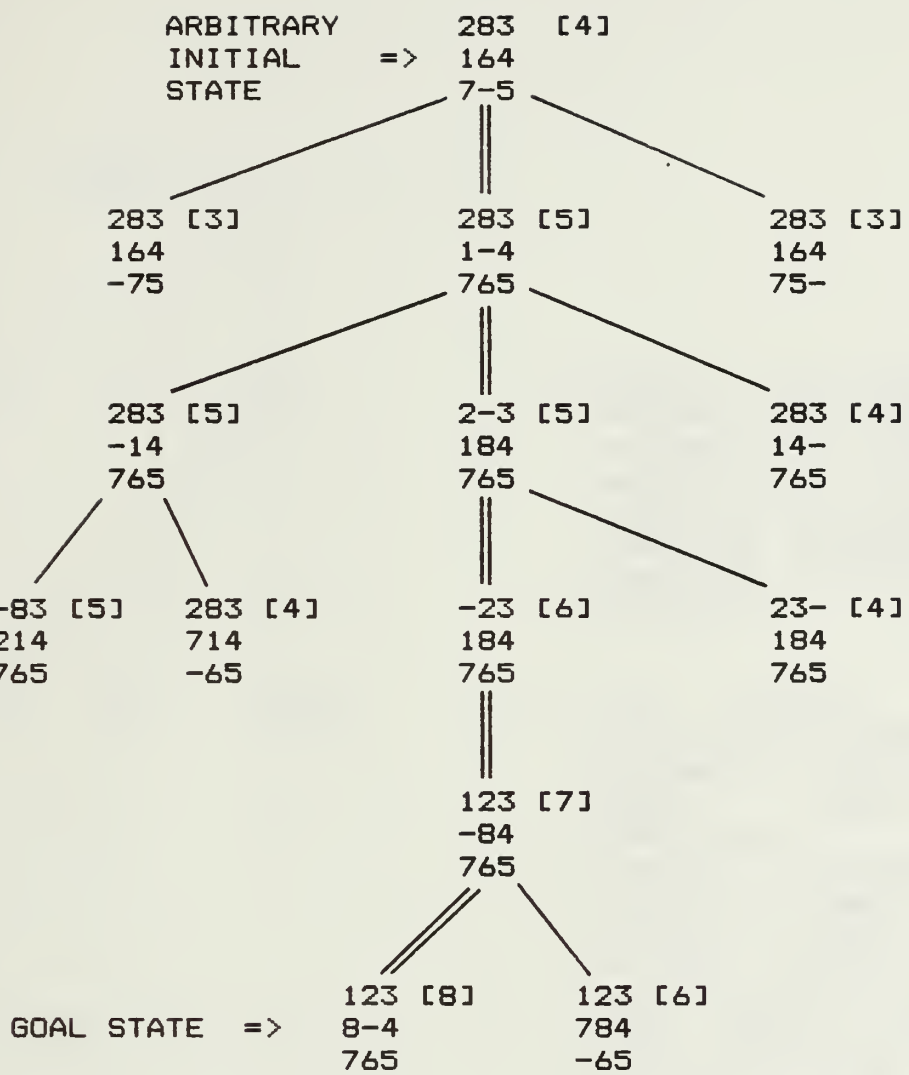 ARBITRARY 283 [4]
INITIAL => 164
STATE 7-5
283 [3] 283 [5] 283 [3]
164 1-4 164
-75 765 75-
283 [5] 2-3 [5] 283 [4]
-14 184 14-
765 765 765
-83 [5] 283 [4] -23 [6] 23- [4]
214 714 184 184
765 -65 765 765
123 [7]
-84
765
123 [8] 123 [6]
GOAL STATE => 8-4 784
765 -65